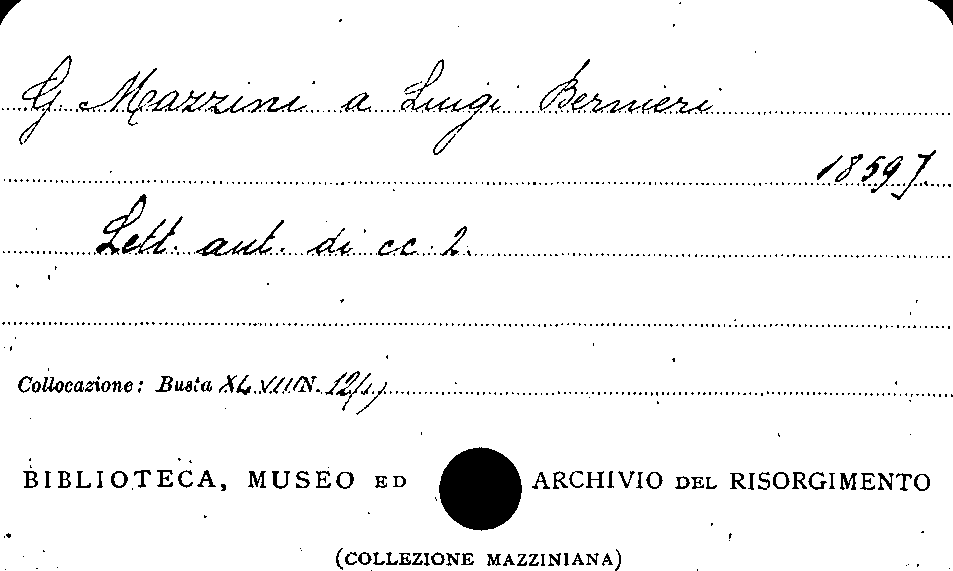 G. Mazzini a Luigi Bernieri
1859].
Lett. aut. di cc. 2.
Collocazione: Busta XLVIII N. 12/1)
BIBLIOTECA, MUSEO ED ARCHIVIO DEL RISORGIMENTO
(COLLEZIONE MAZZINIANA)